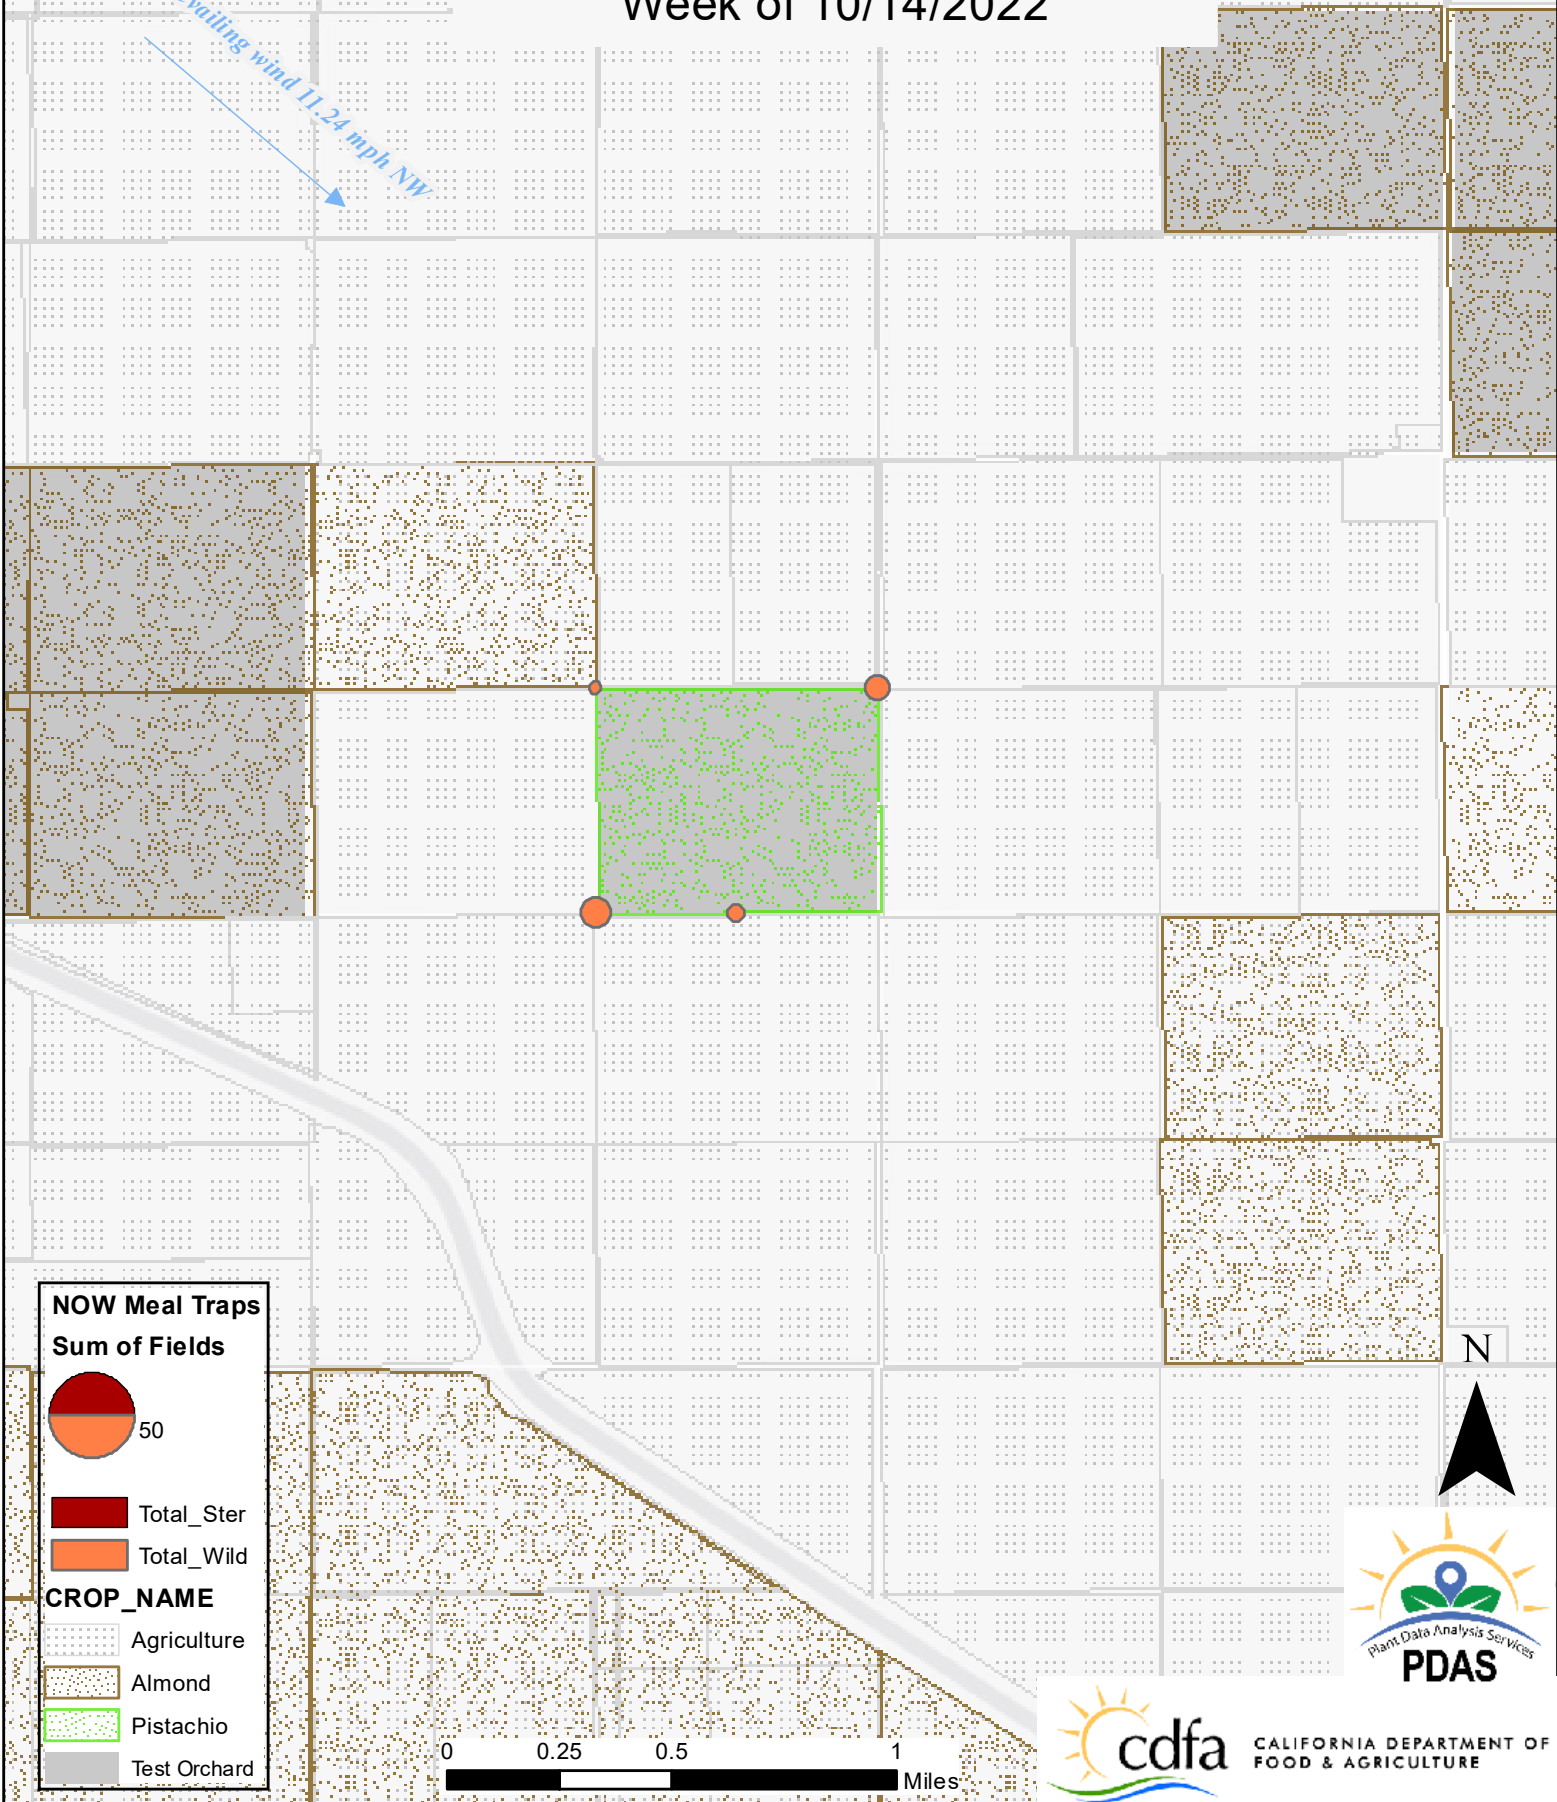 Week of 10/14/2022
wind 11.24 mph NW
NOW Meal Traps
Sum of Fields
50
Total_Ster
Total_Wild
CROP_NAME
Agriculture
Almond
Pistachio
Test Orchard
0 0.25 0.5 1
Miles
N
Plant Data Analysis Services
PDAS
cdfa
CALIFORNIA DEPARTMENT OF
FOOD & AGRICULTURE